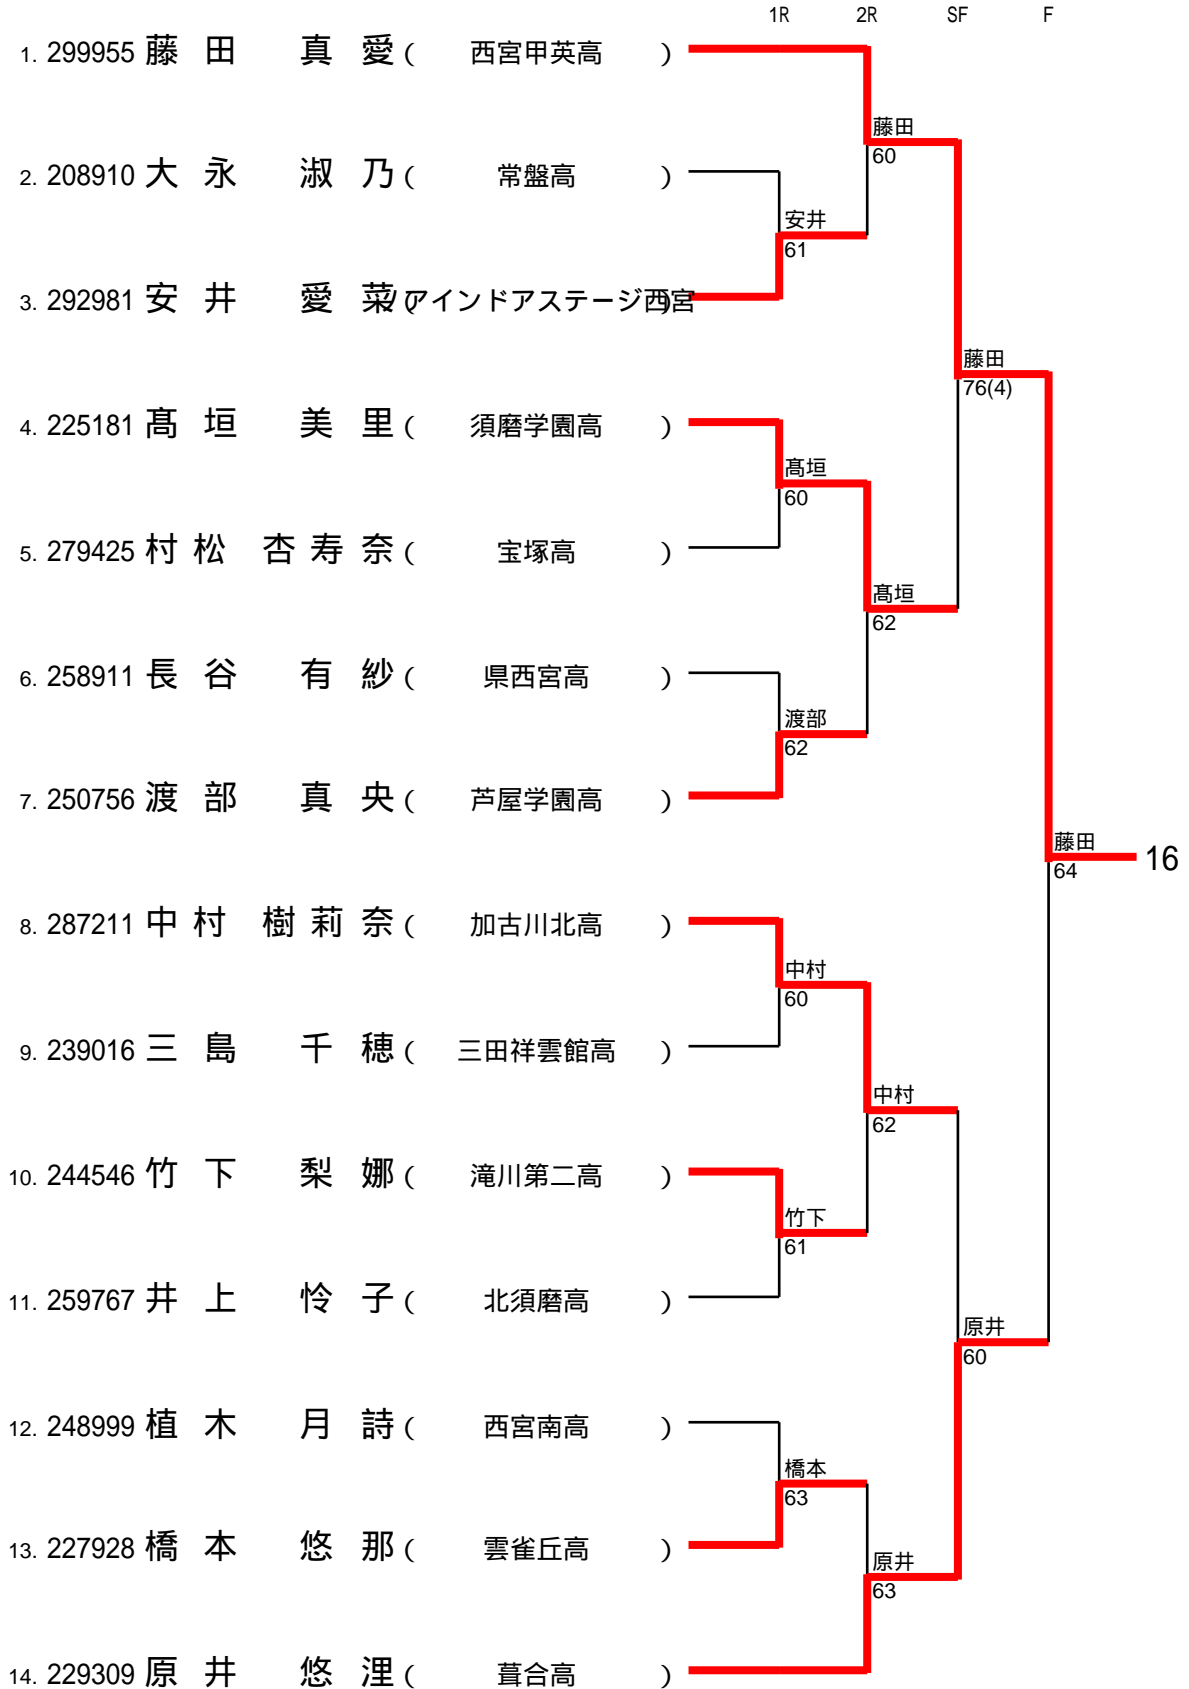 1R 2R SF F
1. 299955 藤 田 真 愛 ( 西宮甲英高 )
藤田
60
2. 208910 大 永 淑 乃 ( 常盤高 )
安井
61
3. 292981 安 井 愛 菜 ( リアインドアステージ西宮 )
藤田
76(4)
4. 225181 髙 垣 美 里 ( 須磨学園高 )
髙垣
60
5. 279425 村 松 杏 寿 奈 ( 宝塚高 )
髙垣
62
6. 258911 長 谷 有 紗 ( 県西宮高 )
渡部
62
7. 250756 渡 部 真 央 ( 芦屋学園高 )
藤田
64
16
8. 287211 中 村 樹 莉 奈 ( 加古川北高 )
中村
60
9. 239016 三 島 千 穂 ( 三田祥雲館高 )
中村
62
10. 244546 竹 下 梨 娜 ( 滝川第二高 )
竹下
61
11. 259767 井 上 怜 子 ( 北須磨高 )
原井
60
12. 248999 植 木 月 詩 ( 西宮南高 )
橋本
63
13. 227928 橋 本 悠 那 ( 雲雀丘高 )
原井
63
14. 229309 原 井 悠 浬 ( 葺合高 )